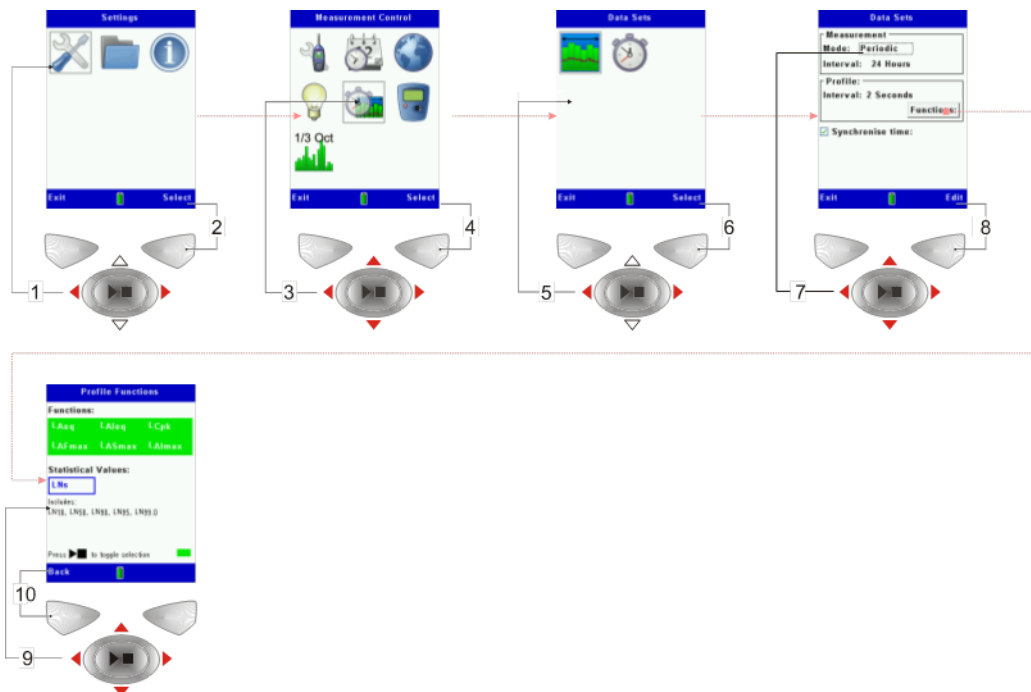 Settings
Exit
Select
2
1
Measurement Control
1/3 Oct
Exit
Select
4
3
Data Sets
Exit
Select
6
5
Data Sets
Measurement
Mode: Periodic
Interval: 24 Hours
Profile:
Interval: 2 Seconds
Functions:
Synchronise time:
Exit
Edit
8
7
Profile Functions
Functions:
LAeq LAIeq LCpk
LAFmax LASmax LAImax
Statistical Values:
LNs
Includes:
Press to toggle selection
Back
10
9